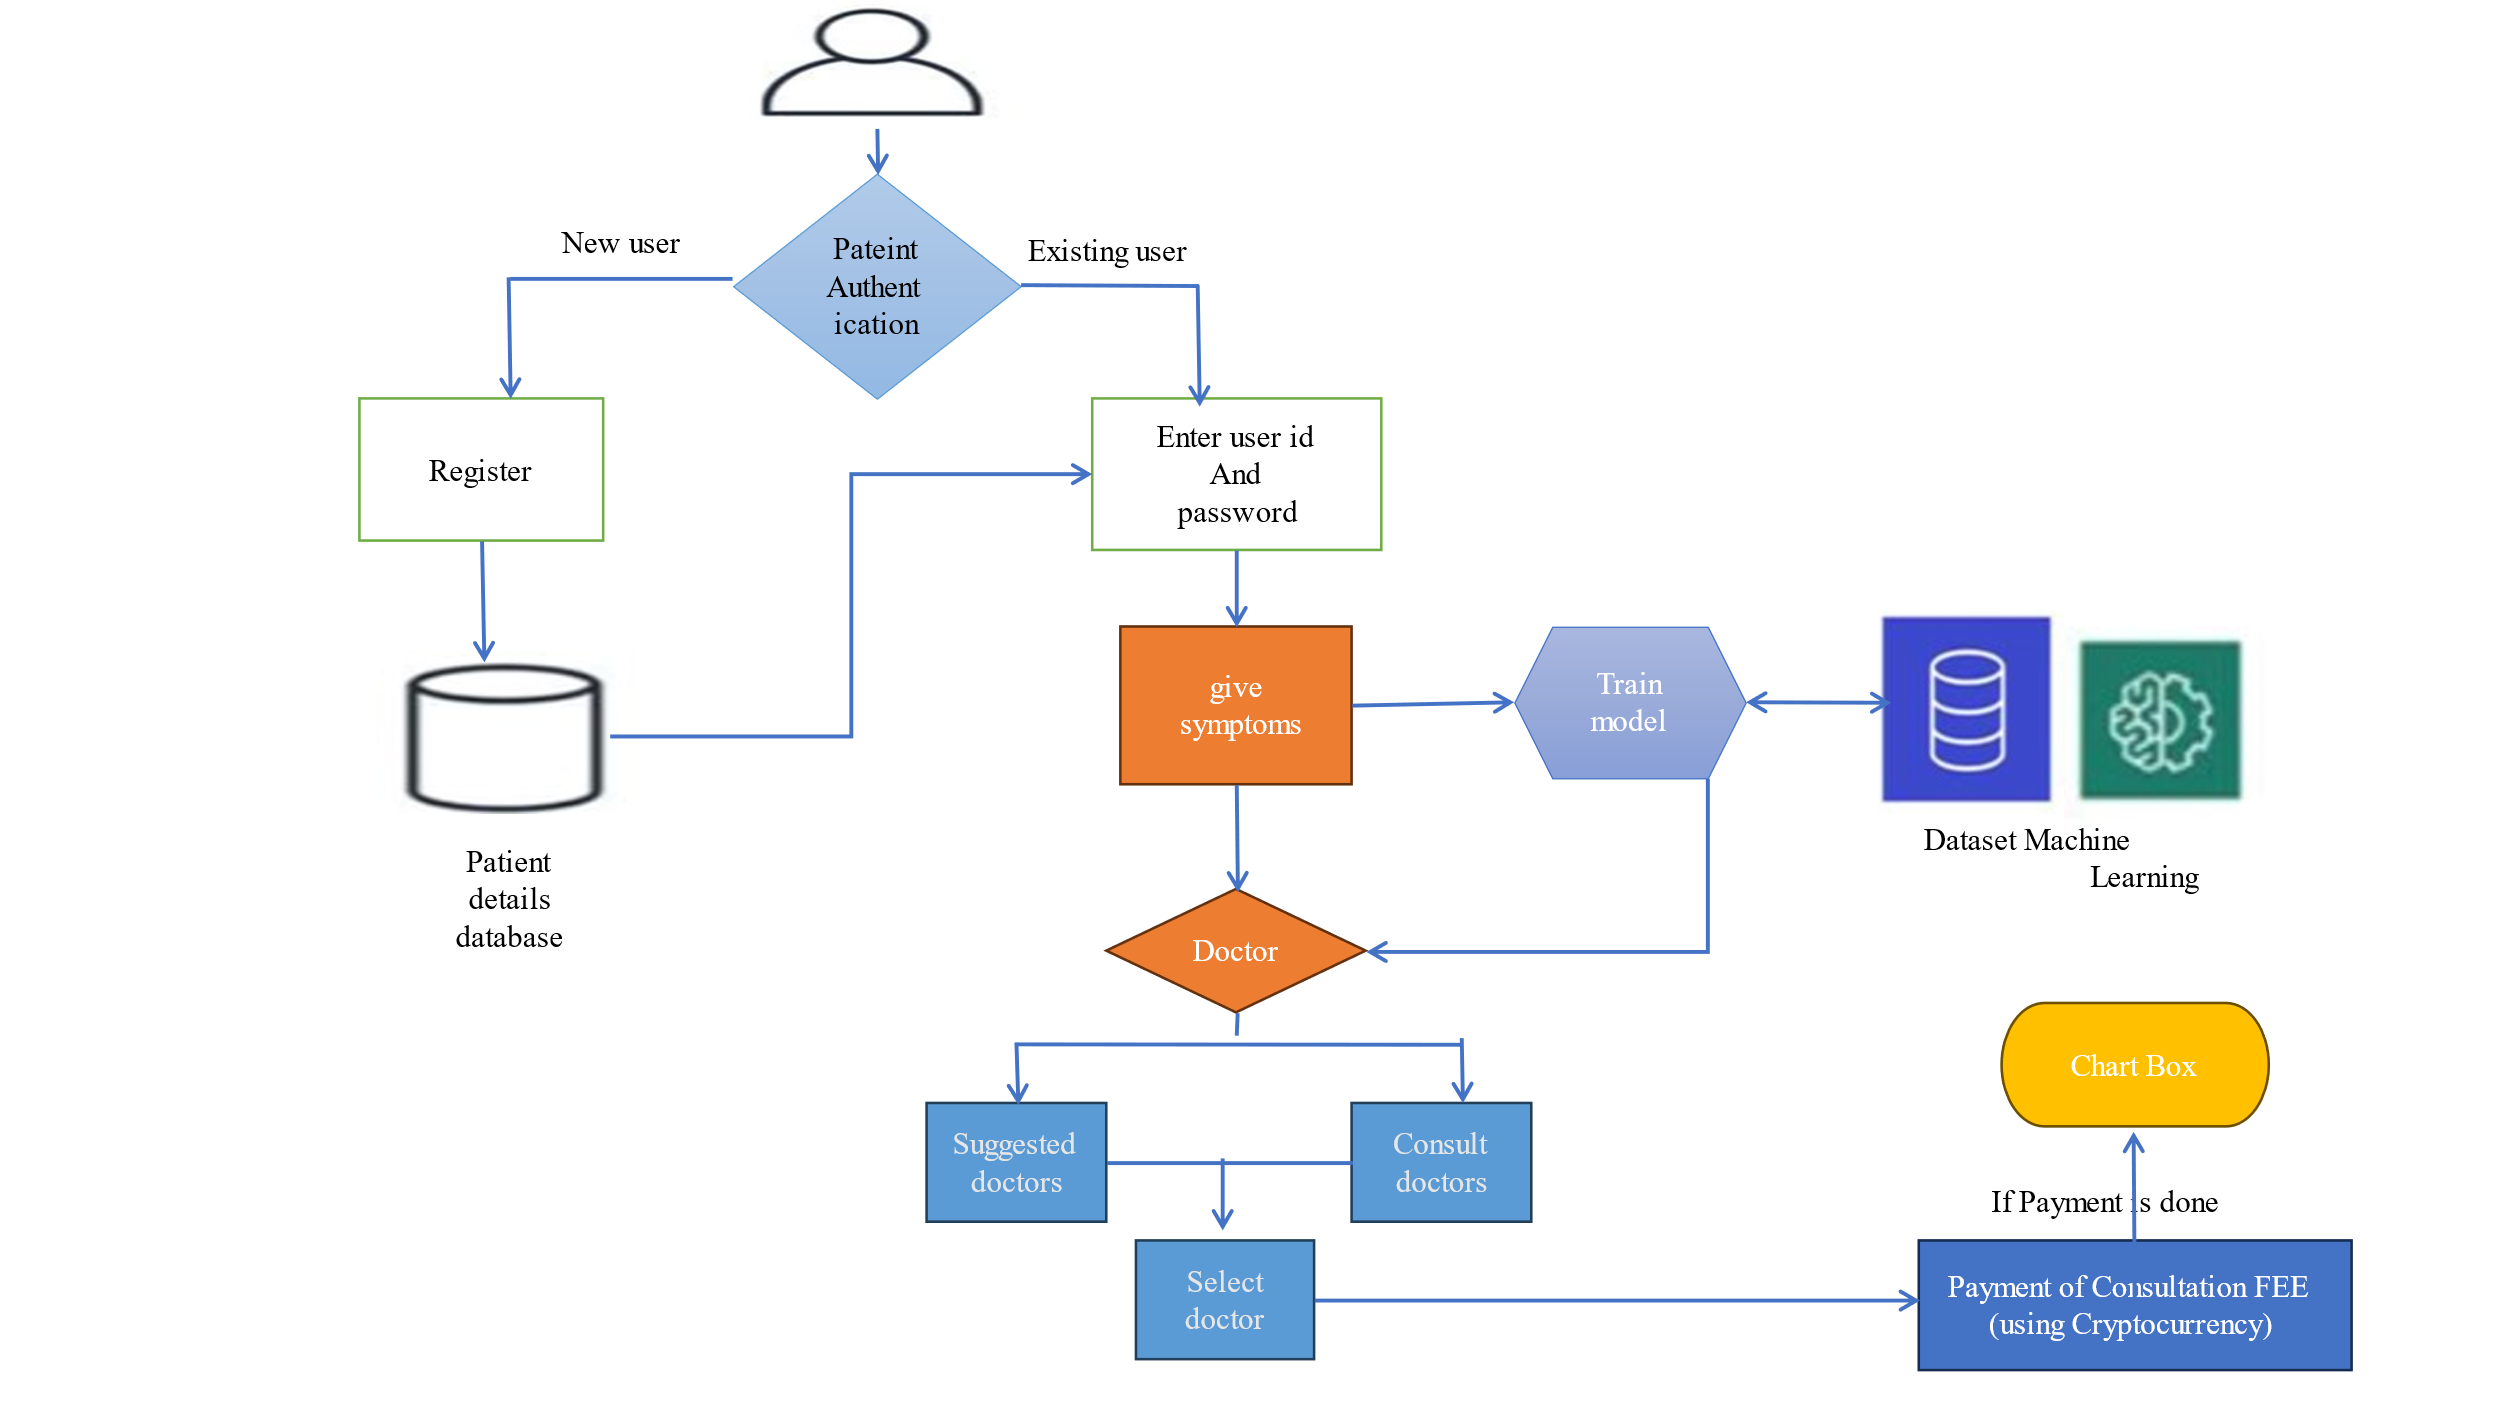 New user
Existing user
Pateint
Authent
ication
Register
Enter user id
And
password
give
symptoms
Train
model
Dataset Machine
Learning
Patient
details
database
Doctor
Chart Box
Suggested
doctors
Consult
doctors
If Payment is done
Select
doctor
Payment of Consultation FEE
(using Cryptocurrency)